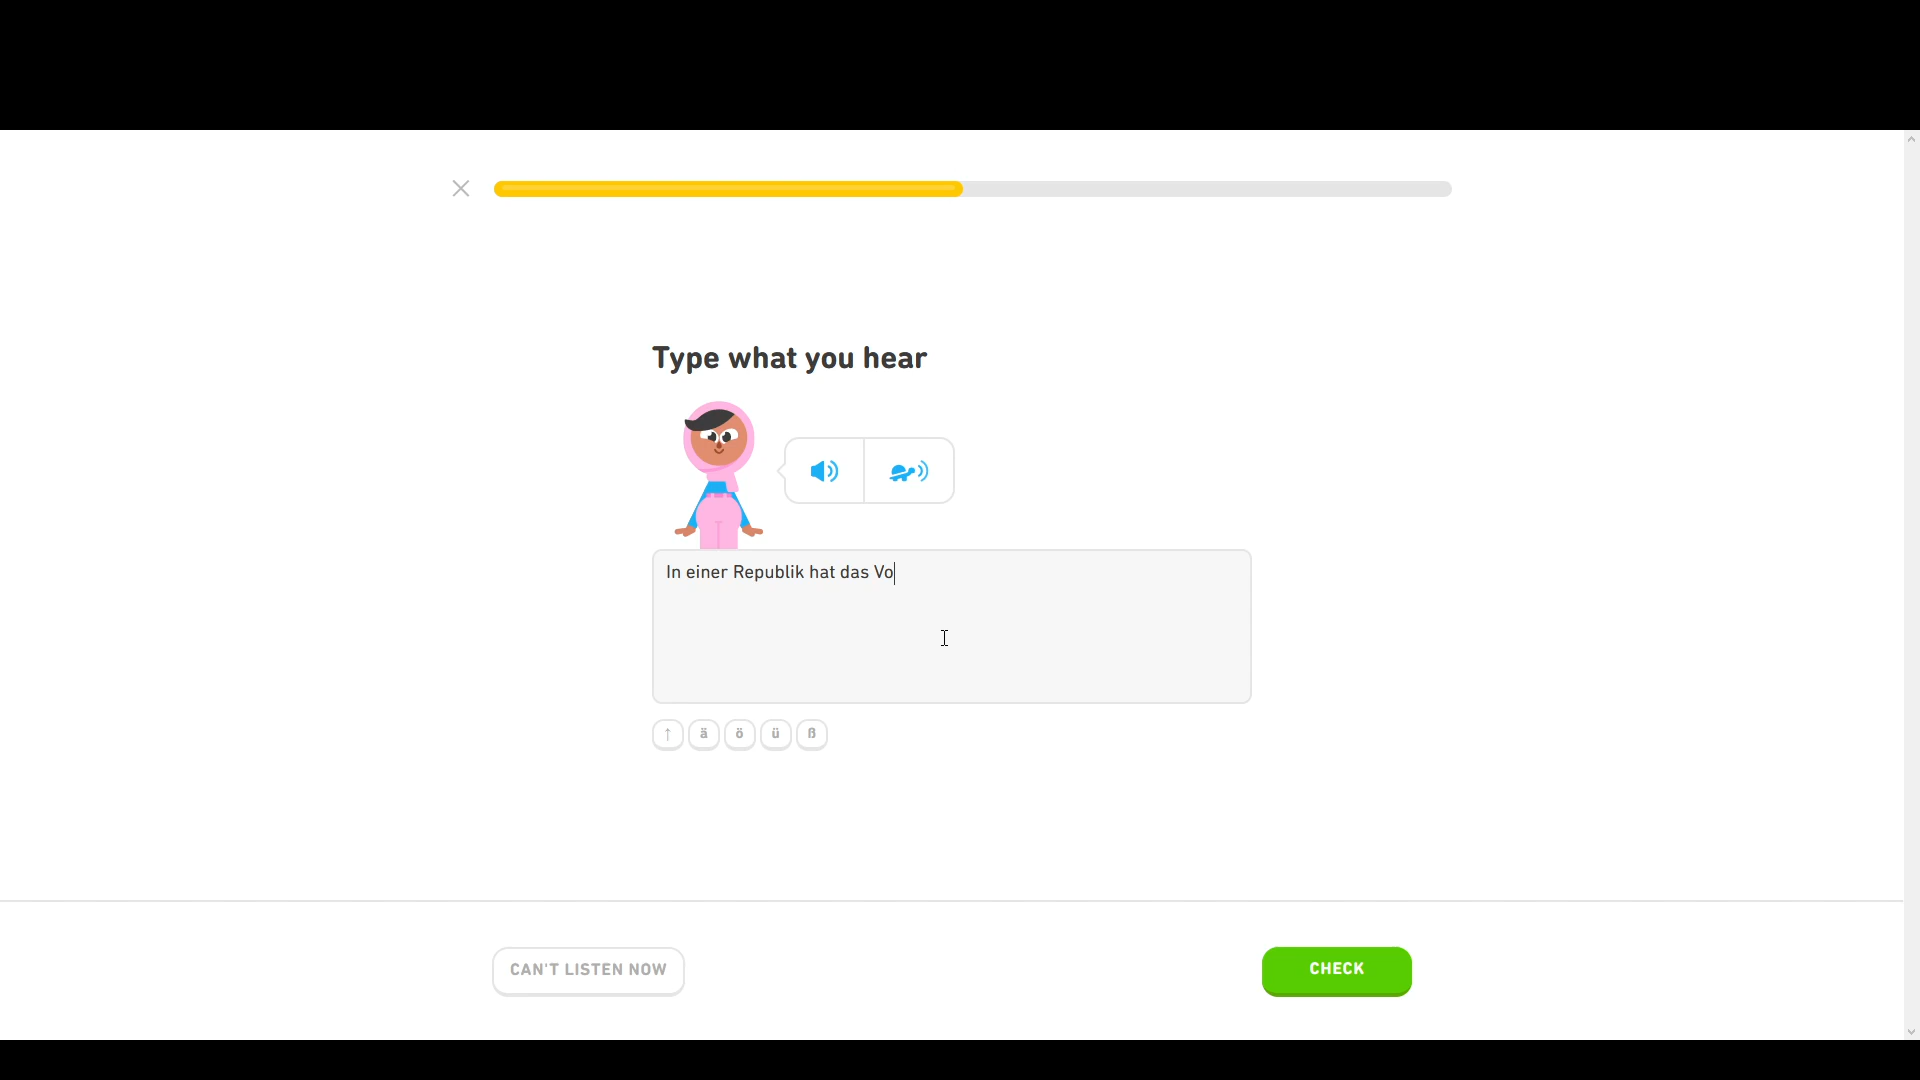 Type what you hear
In einer Republik hat das Vo
↑ ä ö ü ß
CAN'T LISTEN NOW
CHECK